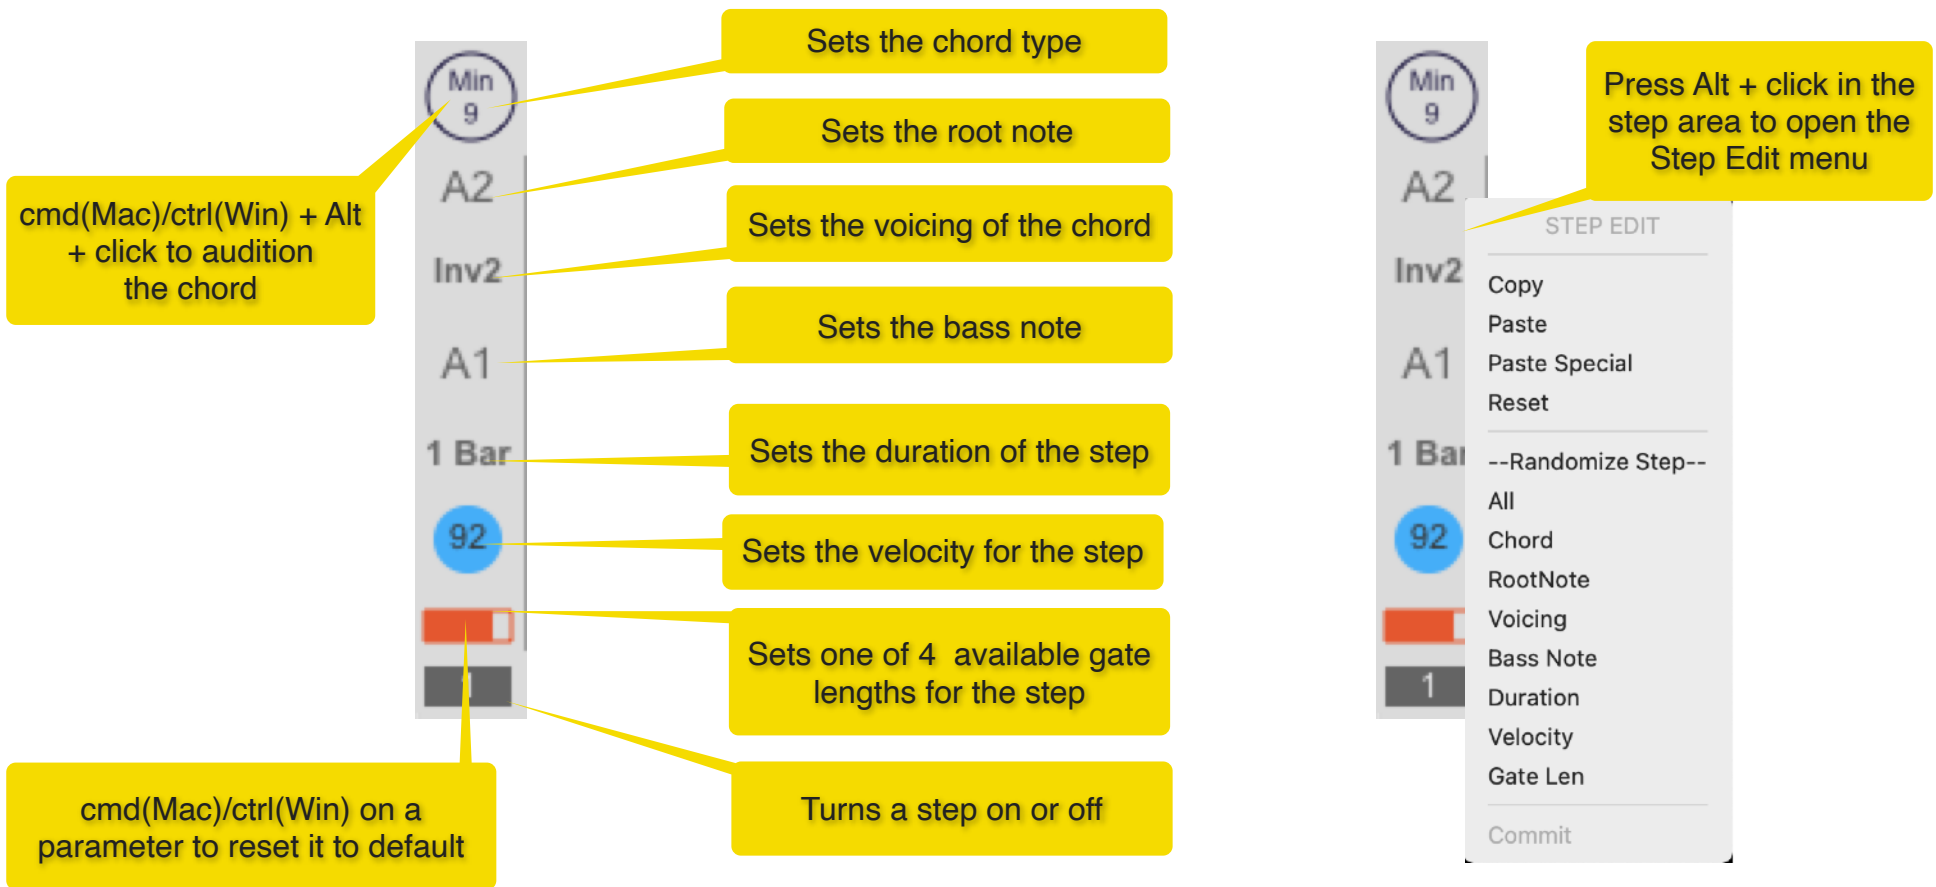 Sets the chord type
Min
9
Sets the root note
A2
cmd(Mac)/ctrl(Win) + Alt
+ click to audition
the chord
Sets the voicing of the chord
Inv2
Sets the bass note
A1
Sets the duration of the step
1 Bar
Sets the velocity for the step
92
Sets one of 4 available gate
lengths for the step
1
Turns a step on or off
cmd(Mac)/ctrl(Win) on a
parameter to reset it to default
Min
9
Press Alt + click in the
step area to open the
Step Edit menu
A2
Inv2
A1
1 Bar
92
1
STEP EDIT
Copy
Paste
Paste Special
Reset
--Randomize Step--
All
Chord
RootNote
Voicing
Bass Note
Duration
Velocity
Gate Len
Commit